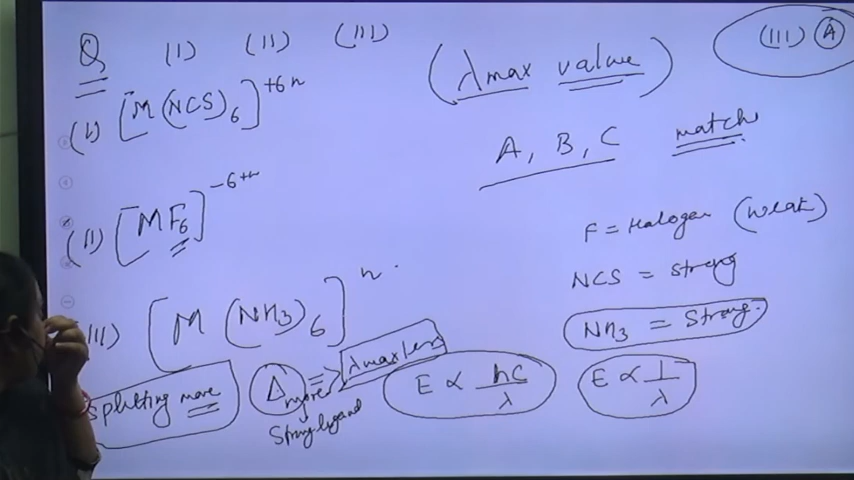 Q (I) (II) (III)
(λmax value)
(III) A
(I) [M(NCS)6]+6n
A, B, C match
(II) [MF6]-6+n
F = Halogen (weak)
NCS = Strong
(III) [M(NH3)6]n
NH3 = Strong.
Splitting more
Δ more => λmax less
Strong ligand
E ∝ hc/λ
E ∝ 1/λ